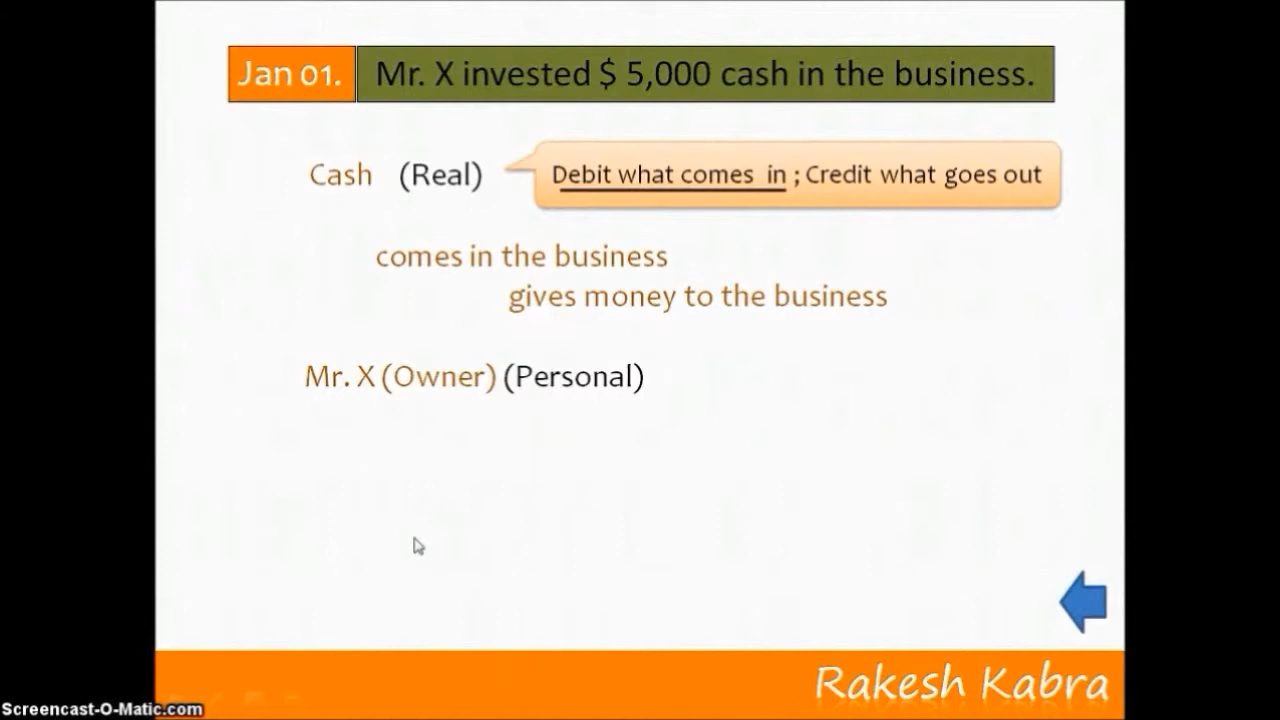 Jan 01. Mr. X invested $ 5,000 cash in the business.
Cash (Real) Debit what comes in ; Credit what goes out
comes in the business
gives money to the business
Mr. X (Owner) (Personal)
Rakesh Kabra
Screencast-O-Matic.com